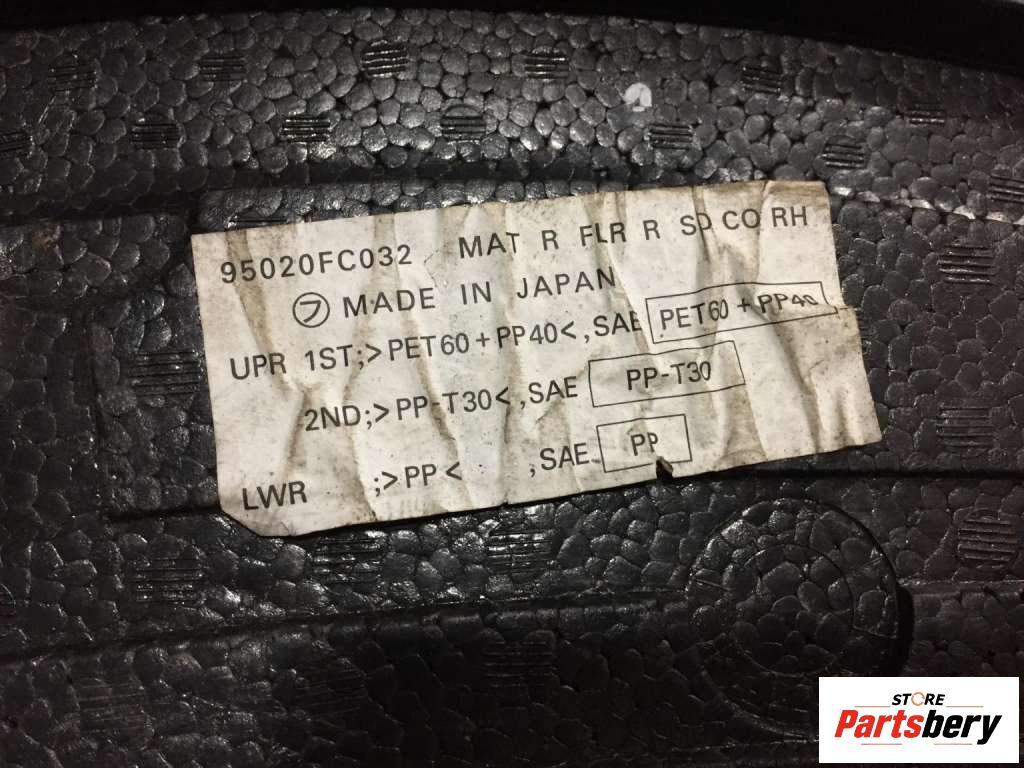 95020FC032 MAT R FLR R SD CO RH
㋫ MADE IN JAPAN
UPR 1ST;>PET60+PP40<,SAE PET60+PP40
2ND;>PP-T30<,SAE PP-T30
LWR ;>PP< ,SAE PP
STORE
Partsbery